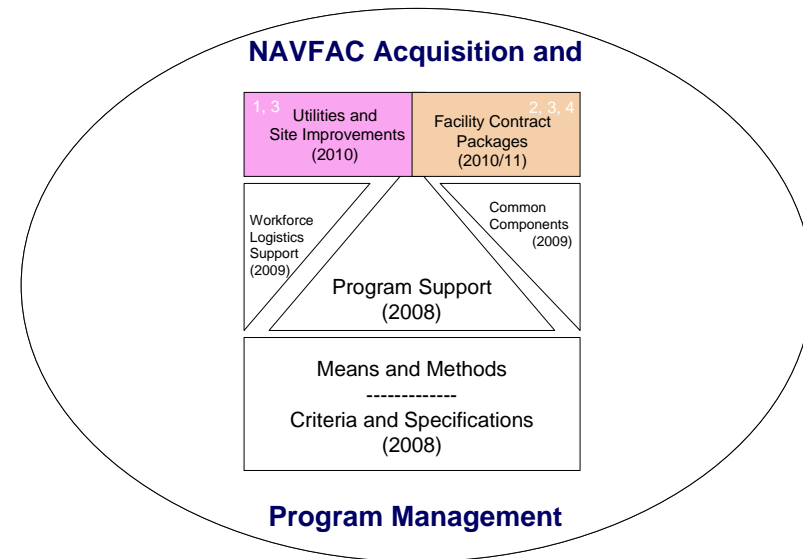 NAVFAC Acquisition and
1, 3
Utilities and
Site Improvements
(2010)
2, 3, 4
Facility Contract
Packages
(2010/11)
Workforce
Logistics
Support
(2009)
Common
Components
(2009)
Program Support
(2008)
Means and Methods
-------------
Criteria and Specifications
(2008)
Program Management